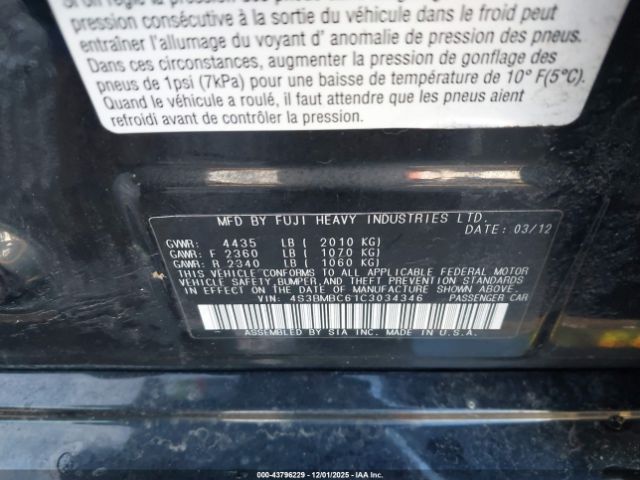 pression consécutive à la sortie du véhicule dans le froid peut
entraîner l'allumage du voyant d' anomalie de pression des pneus.
Dans ces circonstances, augmenter la pression de gonflage des
pneus de 1psi (7kPa) pour une baisse de température de 10° F(5°C).
Quand le véhicule a roulé, il faut attendre que les pneus aient
refroidi avant de contrôler la pression.
MFD BY FUJI HEAVY INDUSTRIES LTD.
DATE: 03/12
GVWR: 4435 LB ( 2010 KG)
GAWR: F 2360 LB ( 1070 KG)
GAWR: R 2340 LB ( 1060 KG)
THIS VEHICLE CONFORMS TO ALL APPLICABLE FEDERAL MOTOR
VEHICLE SAFETY, BUMPER, AND THEFT PREVENTION STANDARDS
IN EFFECT ON THE DATE OF MANUFACTURE SHOWN ABOVE.
VIN: 4S3BMBC61C3034346 PASSENGER CAR
ASSEMBLED BY SIA INC. MADE IN U.S.A.
000-43796229 - 12/01/2025 - IAA Inc.